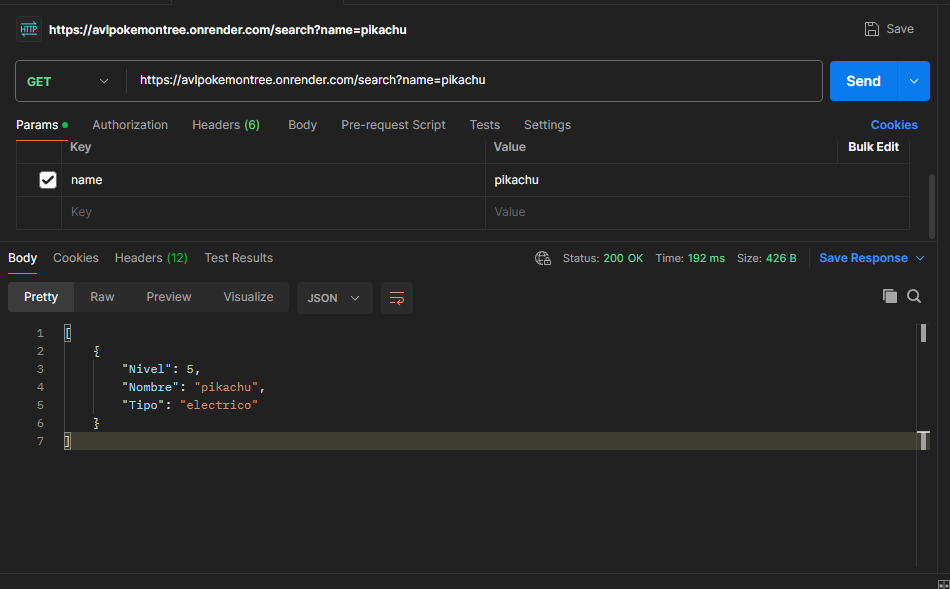 HTTP https://avlpokemontree.onrender.com/search?name=pikachu Save
GET https://avlpokemontree.onrender.com/search?name=pikachu Send
Params Authorization Headers (6) Body Pre-request Script Tests Settings Cookies
Key Value Bulk Edit
name pikachu
Key Value
Body Cookies Headers (12) Test Results Status: 200 OK Time: 192 ms Size: 426 B Save Response
Pretty Raw Preview Visualize JSON
1 [
2 {
3 "Nivel": 5,
4 "Nombre": "pikachu",
5 "Tipo": "electrico"
6 }
7 ]